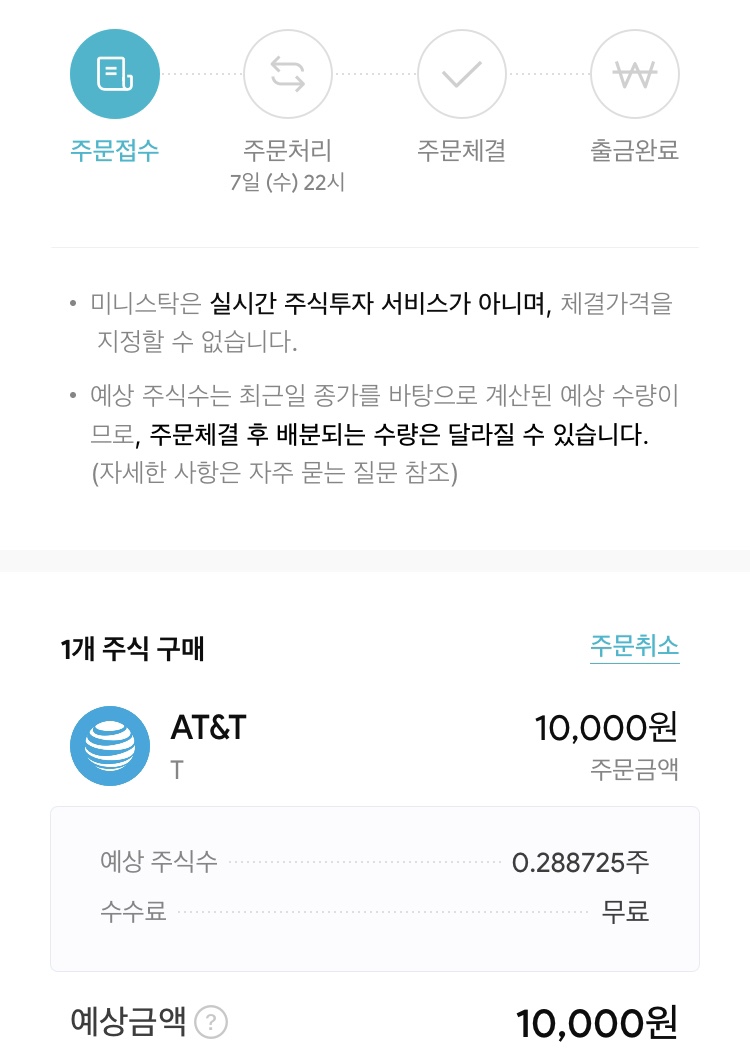 주문접수
주문처리
주문체결
출금완료
7일 (수) 22시
• 미니스탁은 실시간 주식투자 서비스가 아니며, 체결가격을
지정할 수 없습니다.
• 예상 주식수는 최근일 종가를 바탕으로 계산된 예상 수량이
므로, 주문체결 후 배분되는 수량은 달라질 수 있습니다.
(자세한 사항은 자주 묻는 질문 참조)
1개 주식 구매
주문취소
AT&T
10,000원
T
주문금액
예상 주식수
0.288725주
수수료
무료
예상금액 ?
10,000원